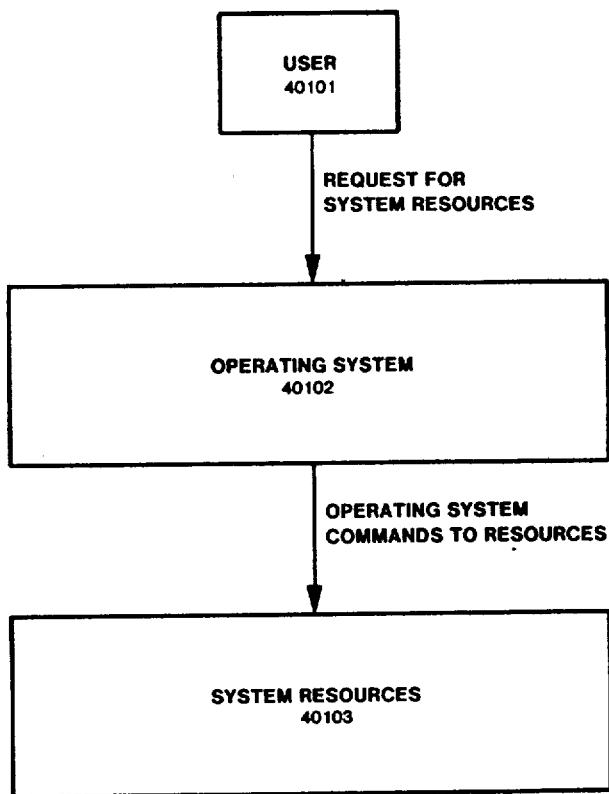 USER
40101
REQUEST FOR
SYSTEM RESOURCES
OPERATING SYSTEM
40102
OPERATING SYSTEM
COMMANDS TO RESOURCES
SYSTEM RESOURCES
40103